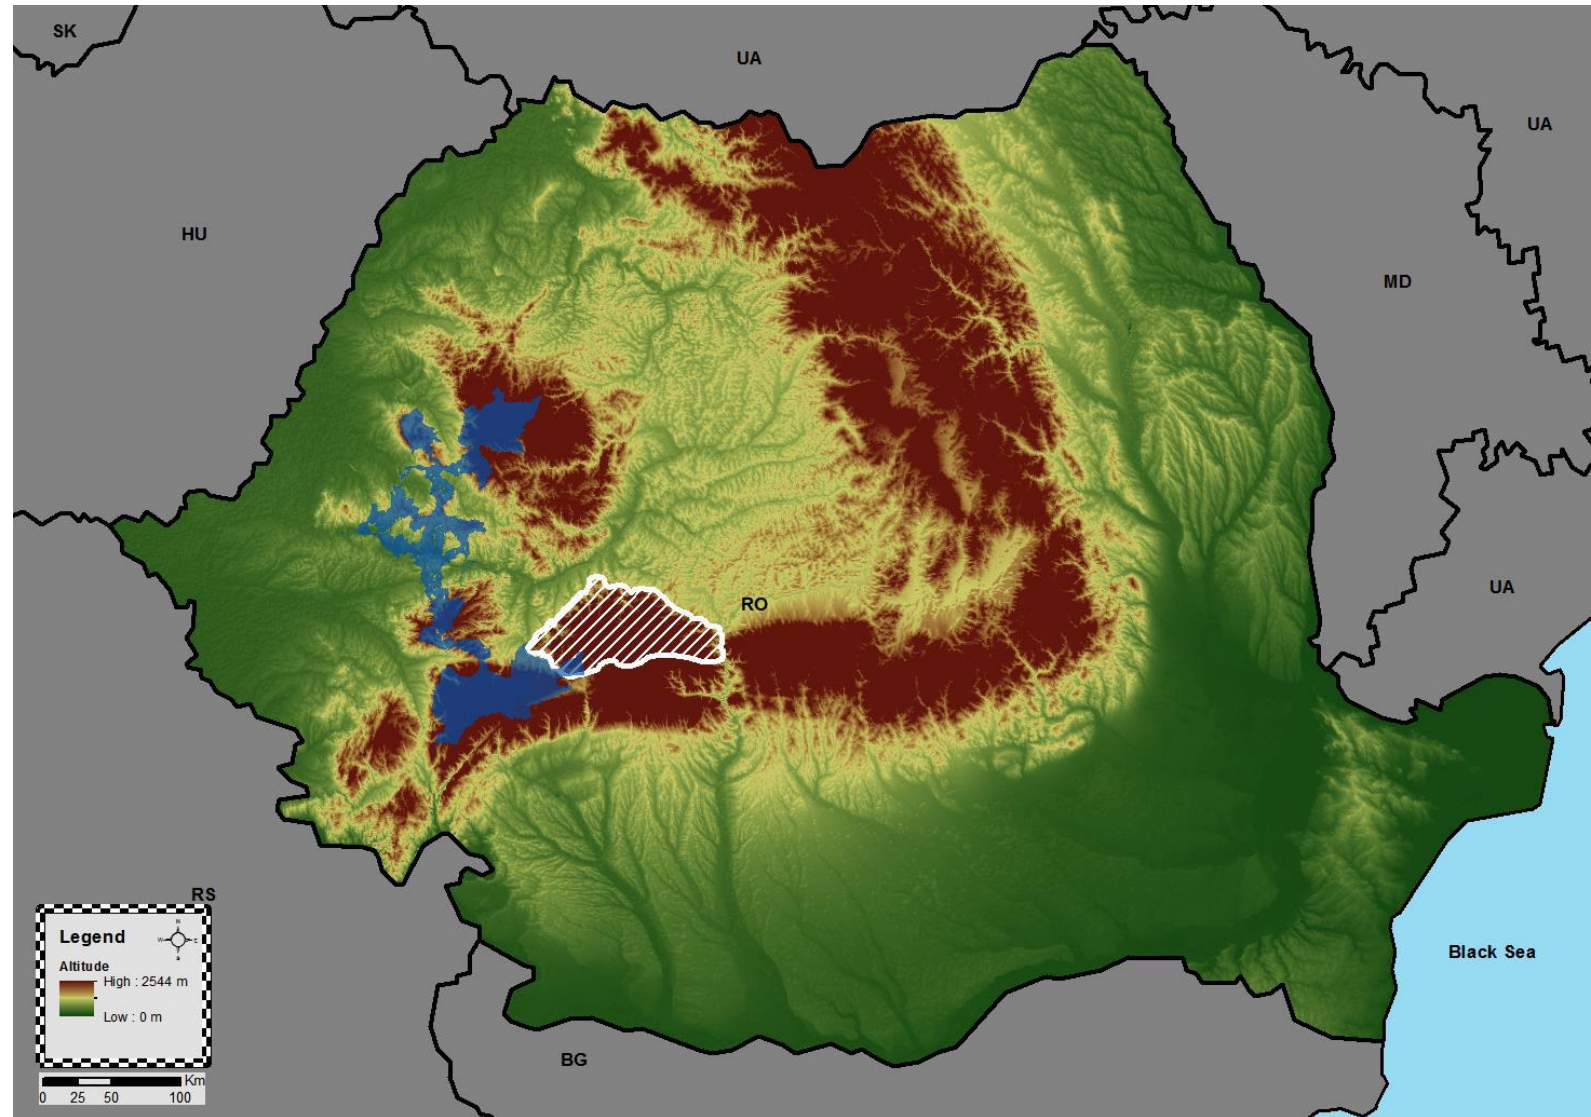 SK
UA
UA
HU
MD
UA
RO
RS
Legend
N
W
E
S
Altitude
High : 2544 m
Low : 0 m
Km
0 25 50 100
BG
Black Sea